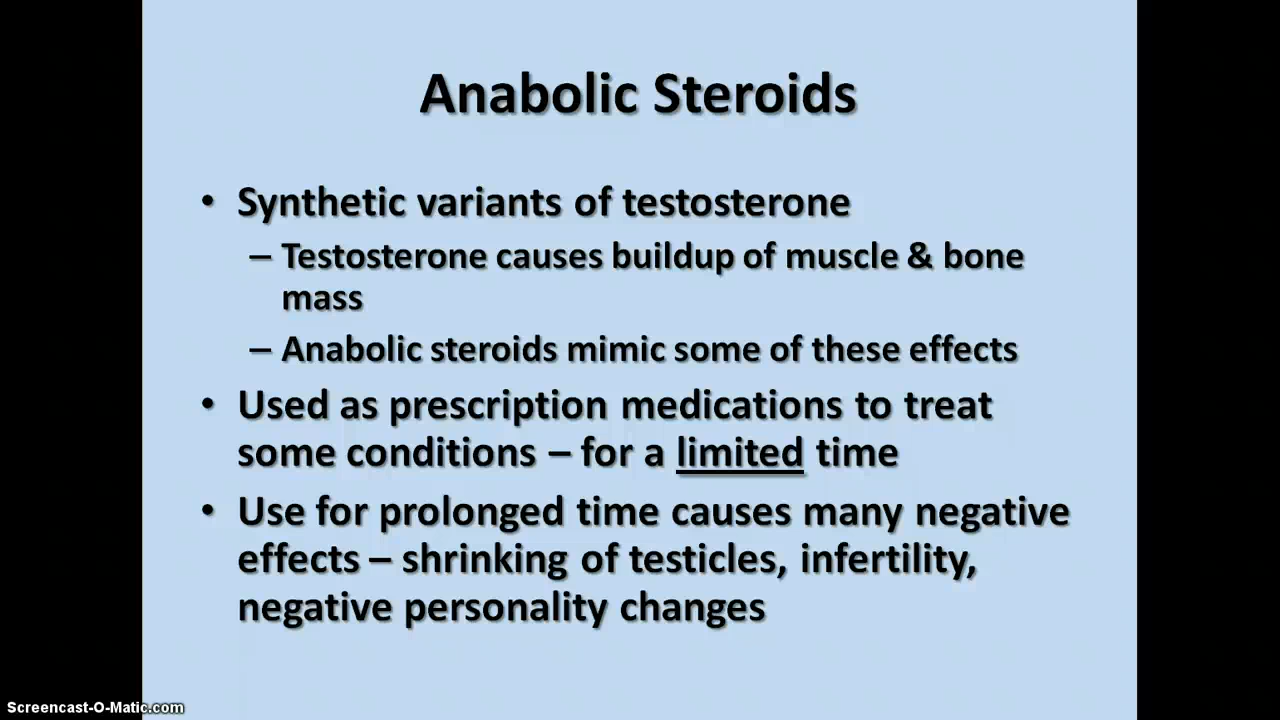 Anabolic Steroids
• Synthetic variants of testosterone
– Testosterone causes buildup of muscle & bone
mass
– Anabolic steroids mimic some of these effects
• Used as prescription medications to treat
some conditions – for a limited time
• Use for prolonged time causes many negative
effects – shrinking of testicles, infertility,
negative personality changes
Screencast-O-Matic.com